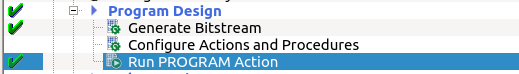 Program Design
Generate Bitstream
Configure Actions and Procedures
Run PROGRAM Action